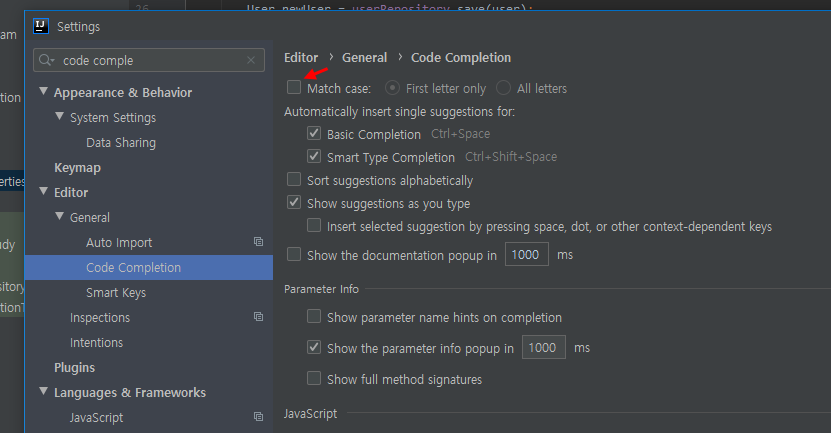 26 User newUser = userRepository.save(user);
IJ Settings
am
code comple
Editor › General › Code Completion
Match case: First letter only All letters
Appearance & Behavior
tion
Automatically insert single suggestions for:
System Settings
Basic Completion Ctrl+Space
Data Sharing
Smart Type Completion Ctrl+Shift+Space
Keymap
erties
Sort suggestions alphabetically
Editor
Show suggestions as you type
General
Insert selected suggestion by pressing space, dot, or other context-dependent keys
Auto Import
dy
Show the documentation popup in 1000 ms
Code Completion
Smart Keys
sitory
Parameter Info
Inspections
tionT
Show parameter name hints on completion
Intentions
Show the parameter info popup in 1000 ms
Plugins
Show full method signatures
Languages & Frameworks
JavaScript
JavaScript